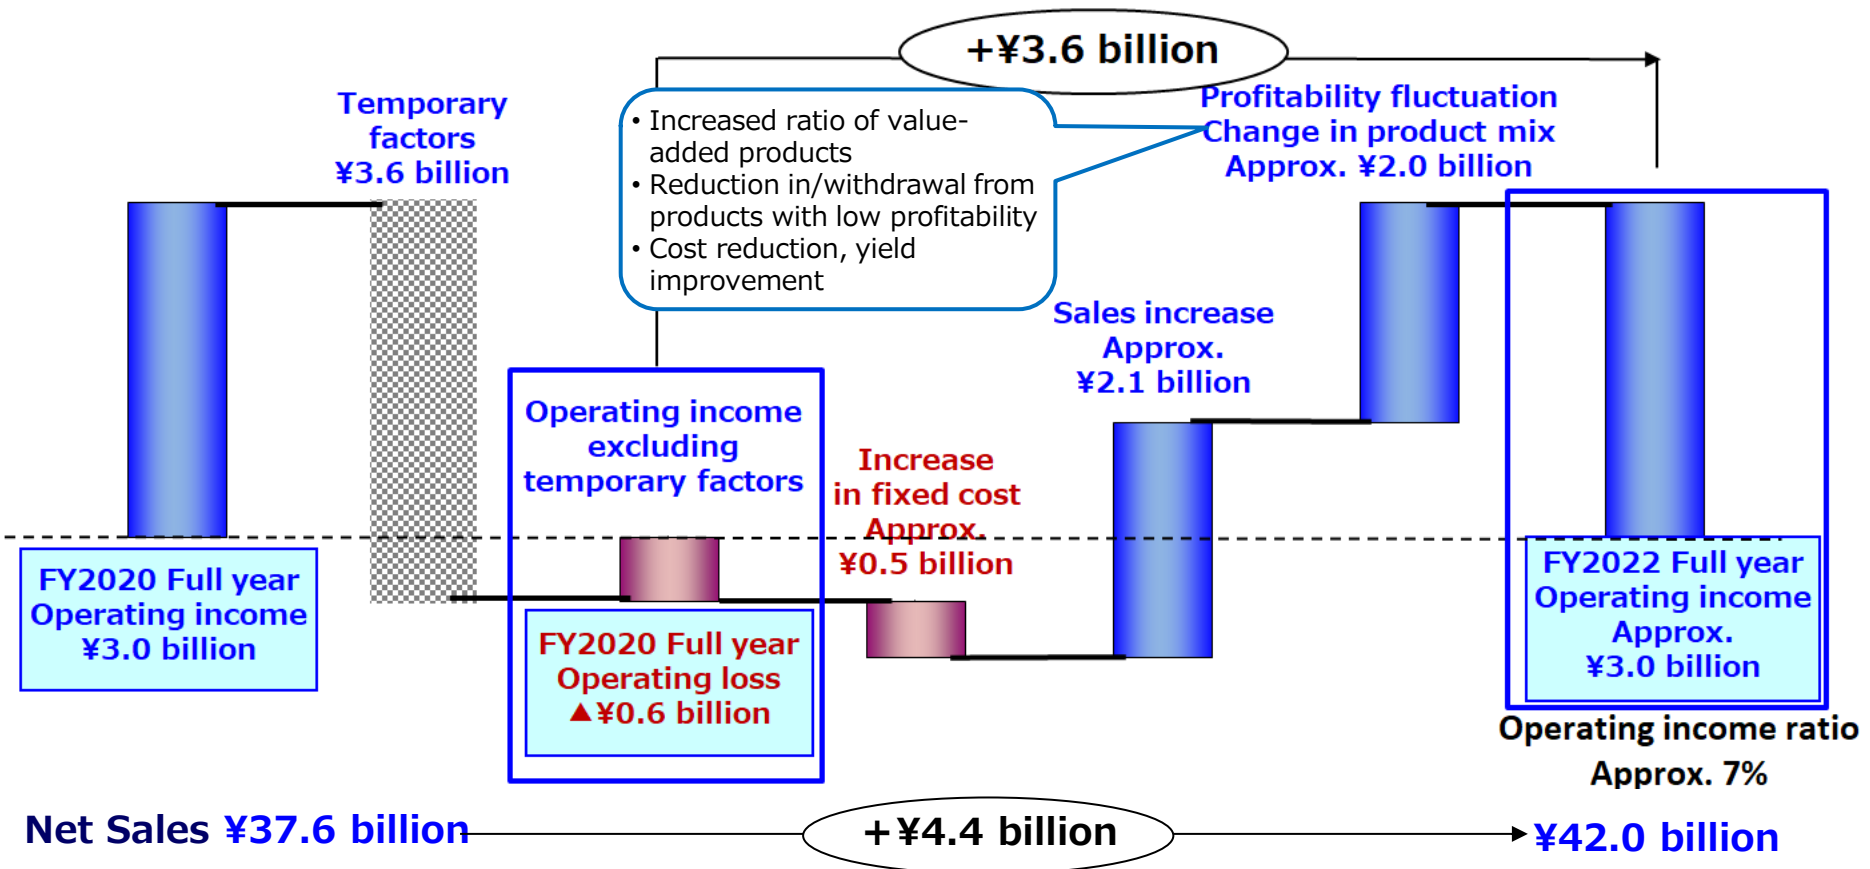 +¥3.6 billion
Temporary
factors
¥3.6 billion
• Increased ratio of value-
added products
• Reduction in/withdrawal from
products with low profitability
• Cost reduction, yield
improvement
Profitability fluctuation
Change in product mix
Approx. ¥2.0 billion
Sales increase
Approx.
¥2.1 billion
Operating income
excluding
temporary factors
Increase
in fixed cost
Approx.
¥0.5 billion
FY2020 Full year
Operating income
¥3.0 billion
FY2020 Full year
Operating loss
▲¥0.6 billion
FY2022 Full year
Operating income
Approx.
¥3.0 billion
Operating income ratio
Approx. 7%
Net Sales ¥37.6 billion
+¥4.4 billion
¥42.0 billion